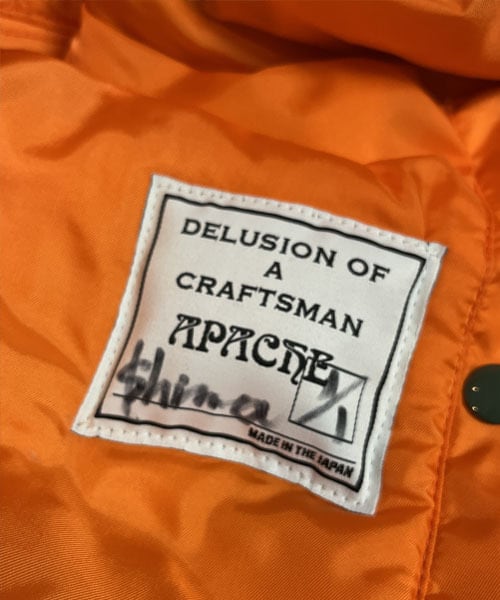 DELUSION OF
A
CRAFTSMAN
APACHE
Shima
MADE IN THE JAPAN